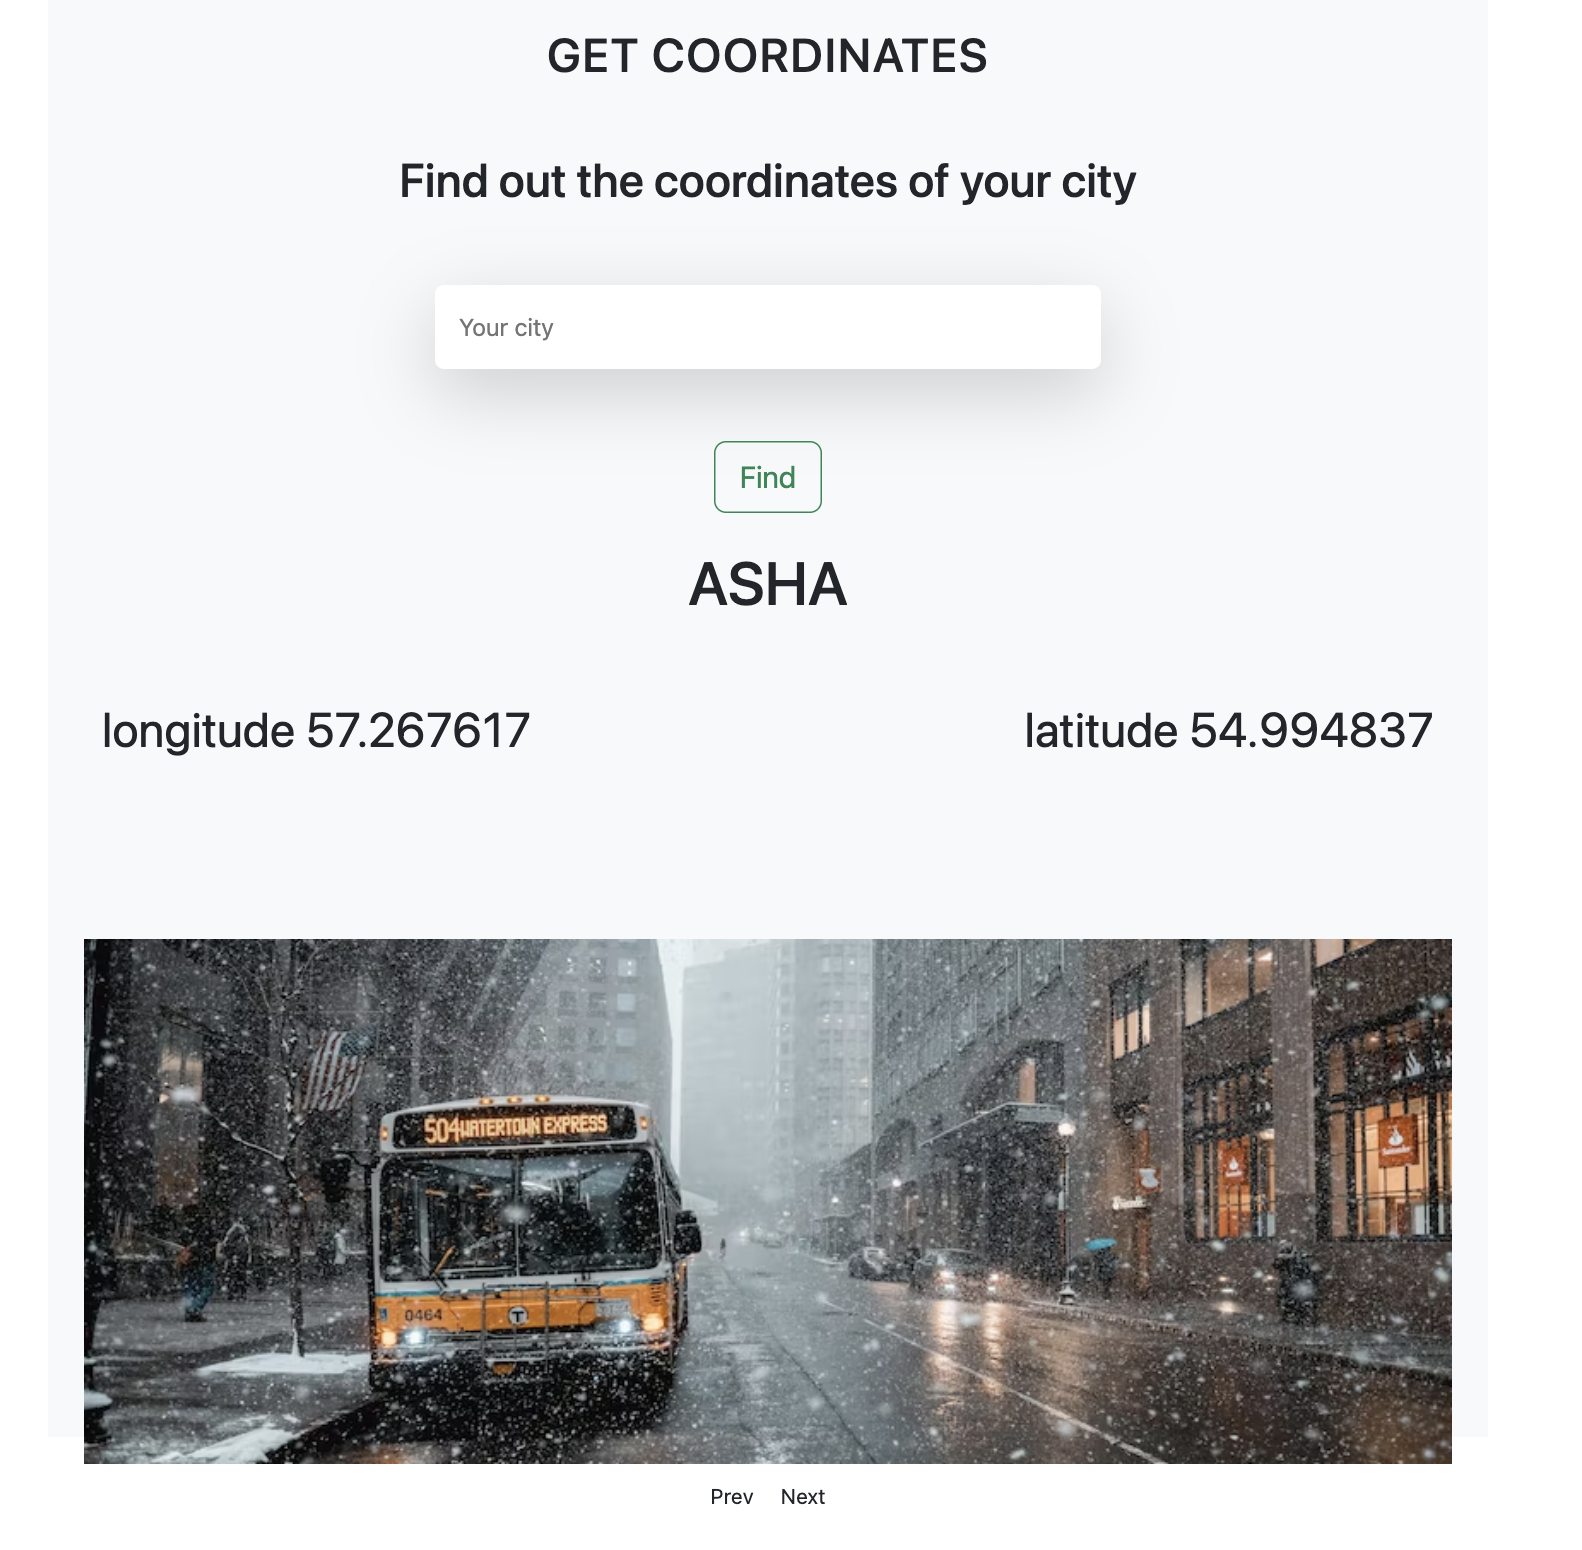 GET COORDINATES
Find out the coordinates of your city
Your city
Find
ASHA
longitude 57.267617
latitude 54.994837
504 WATERTOWN EXPRESS
0464
T
Prev
Next